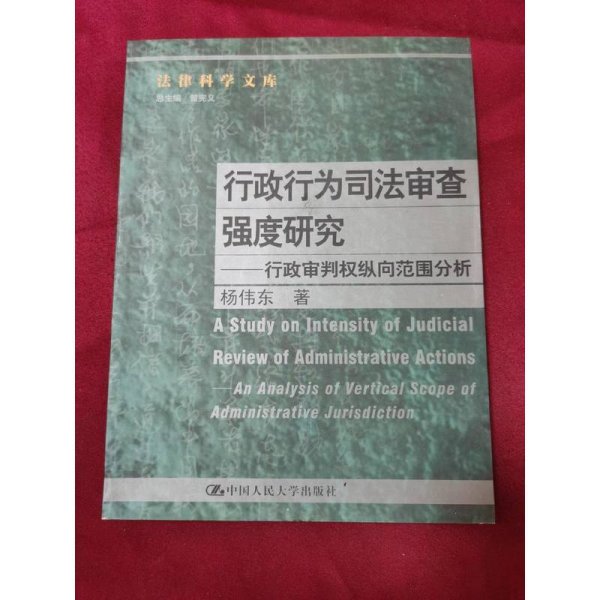 法律科学文库
总主编 曾宪义
行政行为司法审查
强度研究
——行政审判权纵向范围分析
杨伟东 著
A Study on Intensity of Judicial
Review of Administrative Actions
—An Analysis of Vertical Scope of
Administrative Jurisdiction
中国人民大学出版社